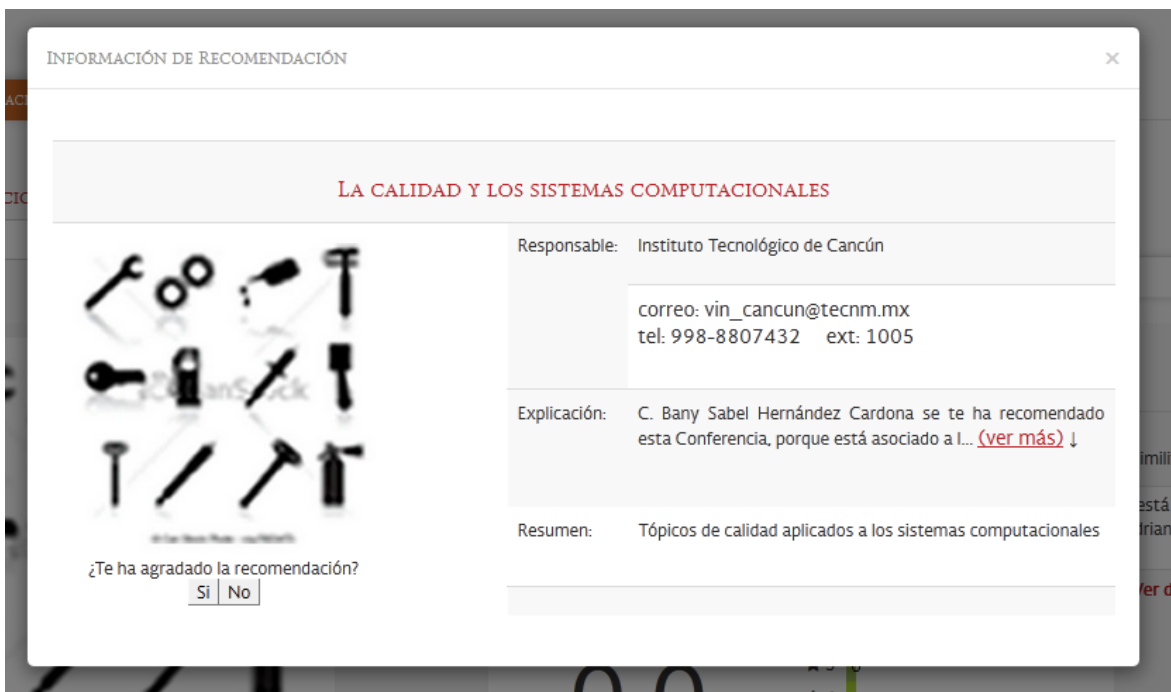 INFORMACIÓN DE RECOMENDACIÓN
×
LA CALIDAD Y LOS SISTEMAS COMPUTACIONALES
Responsable:
Instituto Tecnológico de Cancún
correo: vin_cancun@tecnm.mx
tel: 998-8807432 ext: 1005
Explicación:
C. Bany Sabel Hernández Cardona se te ha recomendado
esta Conferencia, porque está asociado a l... (ver más) ↓
Resumen:
Tópicos de calidad aplicados a los sistemas computacionales
¿Te ha agradado la recomendación?
Si No